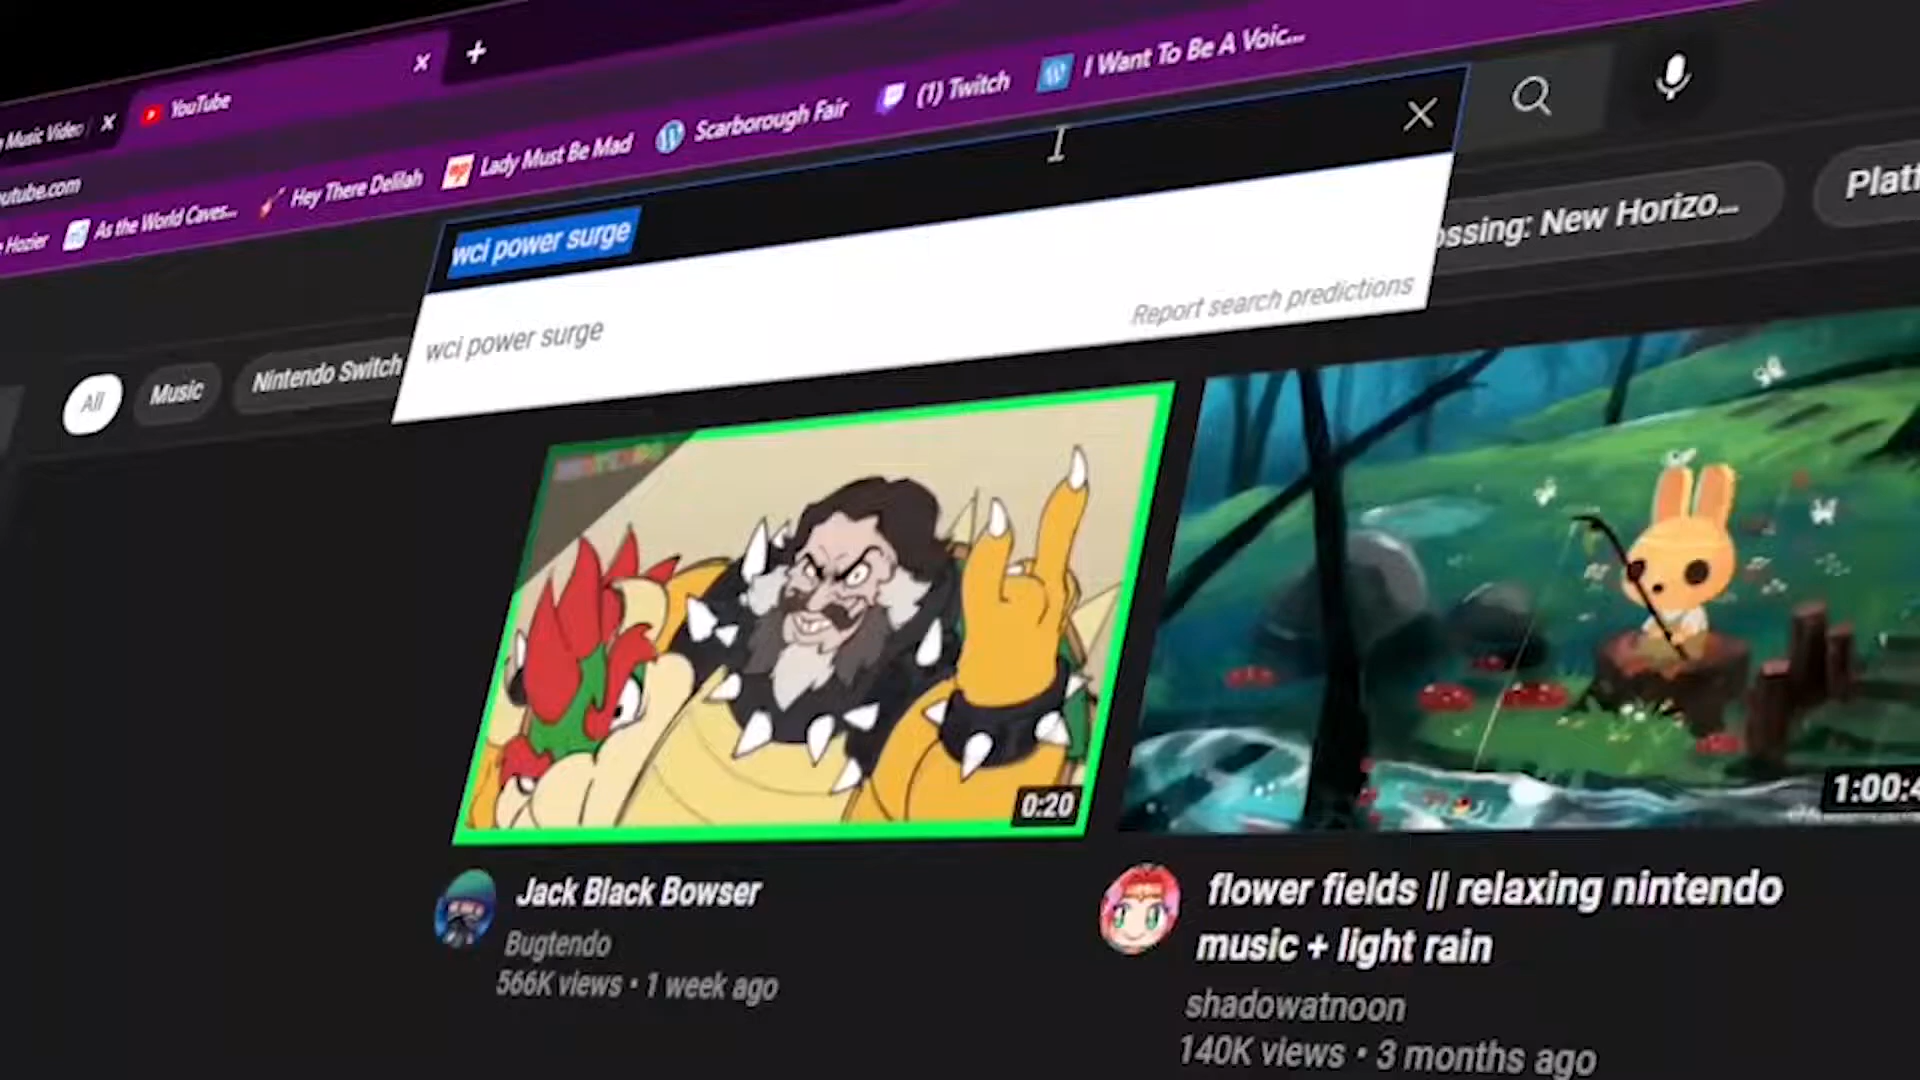 e Music Video
YouTube
outube.com
e Hozier
As the World Caves...
Hey There Delilah
Lady Must Be Mad
Scarborough Fair
(1) Twitch
I Want To Be A Voic...
wci power surge
wci power surge
Report search predictions
All
Music
Nintendo Switch
ossing: New Horizo...
Platf
0:20
1:00:4
Jack Black Bowser
Bugtendo
566K views • 1 week ago
flower fields || relaxing nintendo
music + light rain
shadowatnoon
140K views • 3 months ago